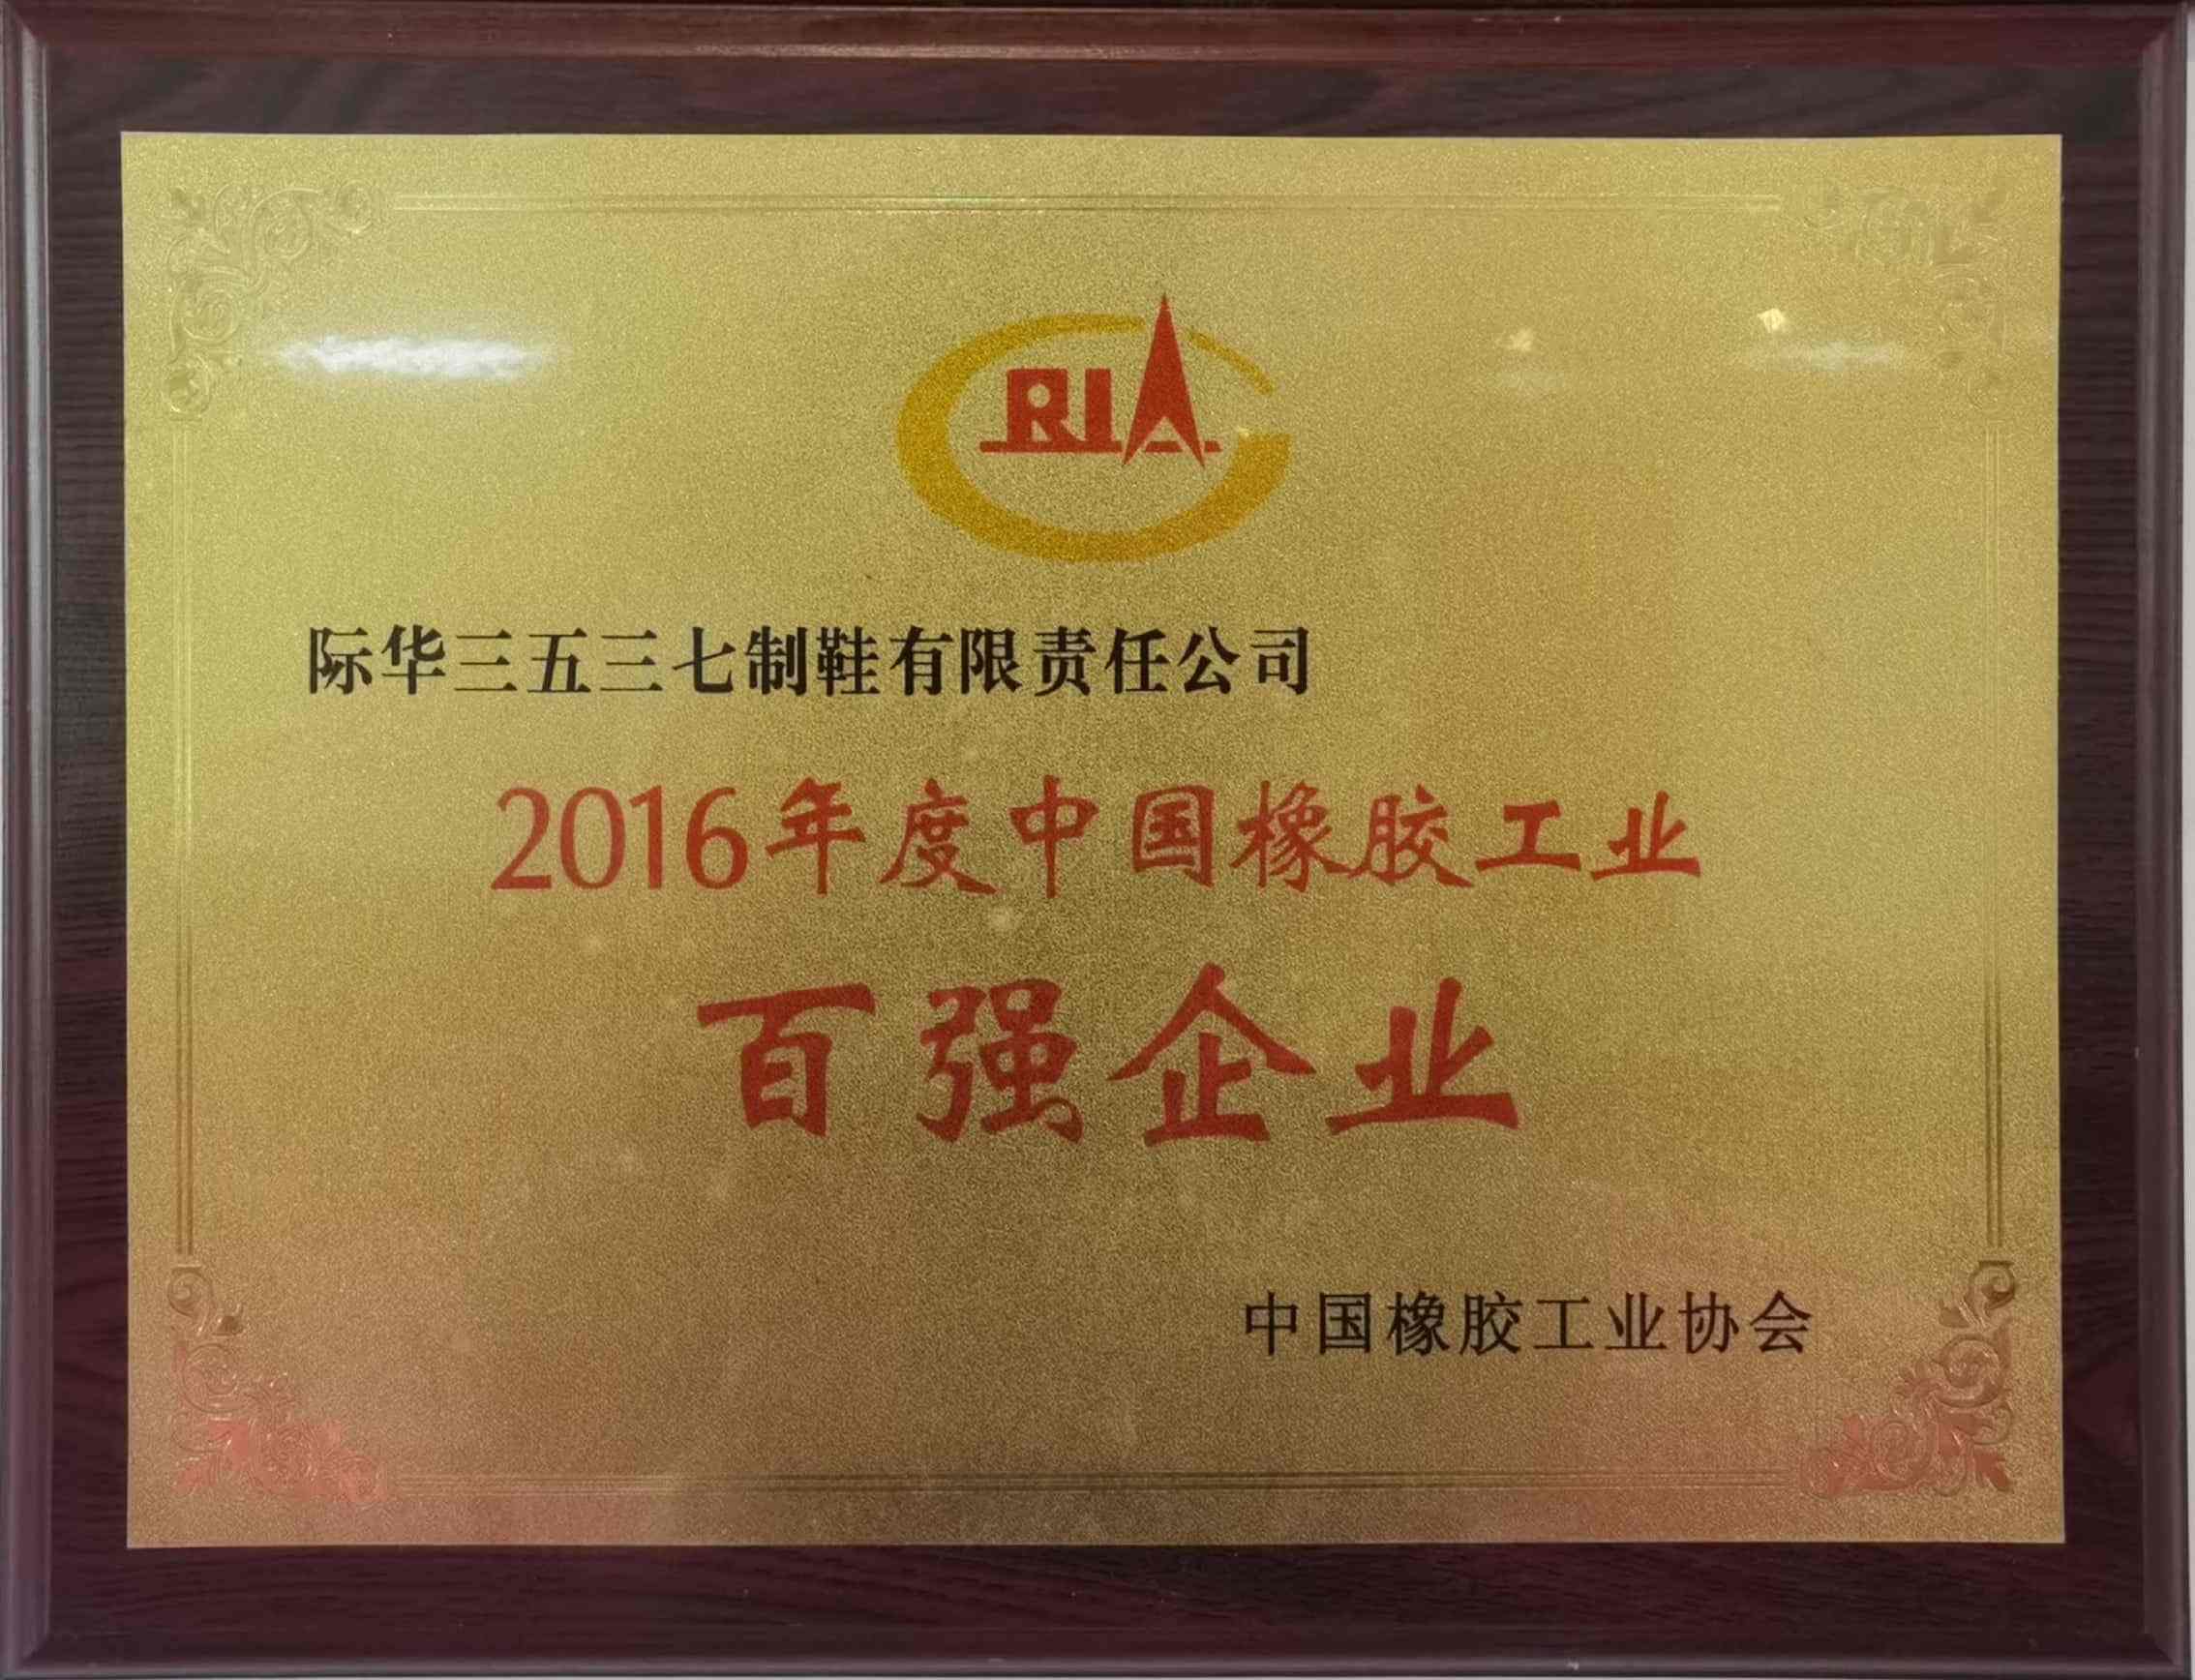 RIA
际华三五三七制鞋有限责任公司
2016年度中国橡胶工业
百强企业
中国橡胶工业协会